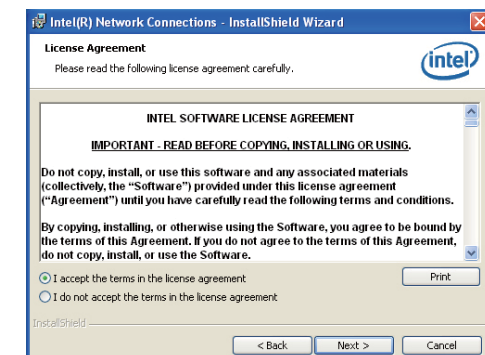 Intel(R) Network Connections - InstallShield Wizard
License Agreement
Please read the following license agreement carefully.
intel
INTEL SOFTWARE LICENSE AGREEMENT
IMPORTANT - READ BEFORE COPYING, INSTALLING OR USING.
Do not copy, install, or use this software and any associated materials
(collectively, the “Software”) provided under this license agreement
(“Agreement”) until you have carefully read the following terms and conditions.
By copying, installing, or otherwise using the Software, you agree to be bound by
the terms of this Agreement. If you do not agree to the terms of this Agreement,
do not copy, install, or use the Software.
I accept the terms in the license agreement
Print
I do not accept the terms in the license agreement
InstallShield
< Back
Next >
Cancel